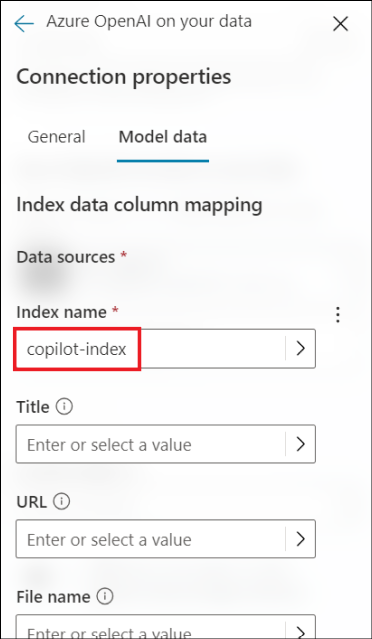 Azure OpenAI on your data
Connection properties
General
Model data
Index data column mapping
Data sources *
Index name *
copilot-index
Title
Enter or select a value
URL
Enter or select a value
File name
Enter or select a value